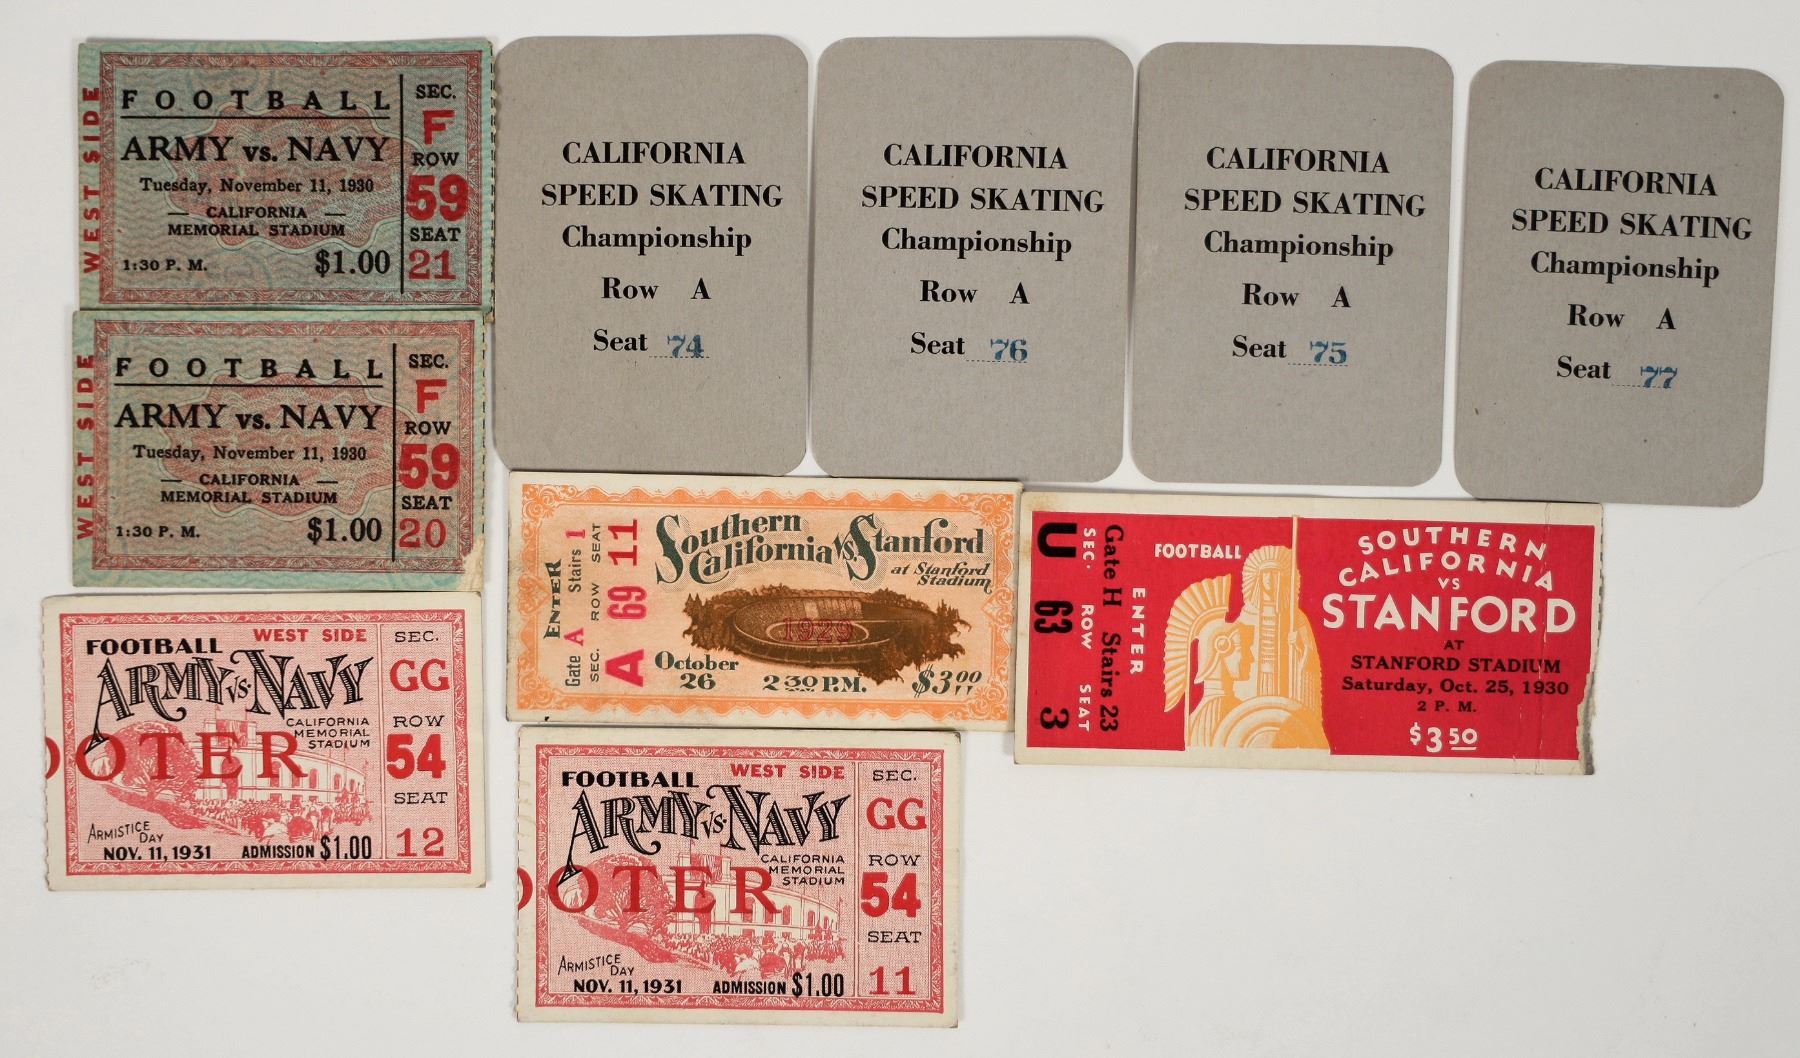 WEST SIDE
FOOTBALL
ARMY vs. NAVY
Tuesday, November 11, 1930
— CALIFORNIA —
MEMORIAL STADIUM
1:30 P. M.
$1.00
SEC.
F
ROW
59
SEAT
21
CALIFORNIA
SPEED SKATING
Championship
Row A
Seat 74
CALIFORNIA
SPEED SKATING
Championship
Row A
Seat 76
CALIFORNIA
SPEED SKATING
Championship
Row A
Seat 75
CALIFORNIA
SPEED SKATING
Championship
Row A
Seat 77
WEST SIDE
FOOTBALL
ARMY vs. NAVY
Tuesday, November 11, 1930
— CALIFORNIA —
MEMORIAL STADIUM
1:30 P. M.
$1.00
SEC.
F
ROW
59
SEAT
20
ENTER
Gate A Stairs 1
SEC. ROW SEAT
A 69 11
Southern
California vs. Stanford
at Stanford
Stadium
1929
October
26
2 30 P.M.
$3.00
U 63 3
SEC. ROW SEAT
Gate H Stairs 23
ENTER
FOOTBALL
SOUTHERN
CALIFORNIA
VS
STANFORD
AT
STANFORD STADIUM
Saturday, Oct. 25, 1930
2 P. M.
$3.50
FOOTBALL WEST SIDE
ARMY vs. NAVY
CALIFORNIA
MEMORIAL
STADIUM
OOTER
ARMISTICE
DAY
NOV. 11, 1931
ADMISSION $1.00
SEC.
GG
ROW
54
SEAT
12
FOOTBALL WEST SIDE
ARMY vs. NAVY
CALIFORNIA
MEMORIAL
STADIUM
OOTER
ARMISTICE
DAY
NOV. 11, 1931
ADMISSION $1.00
SEC.
GG
ROW
54
SEAT
11